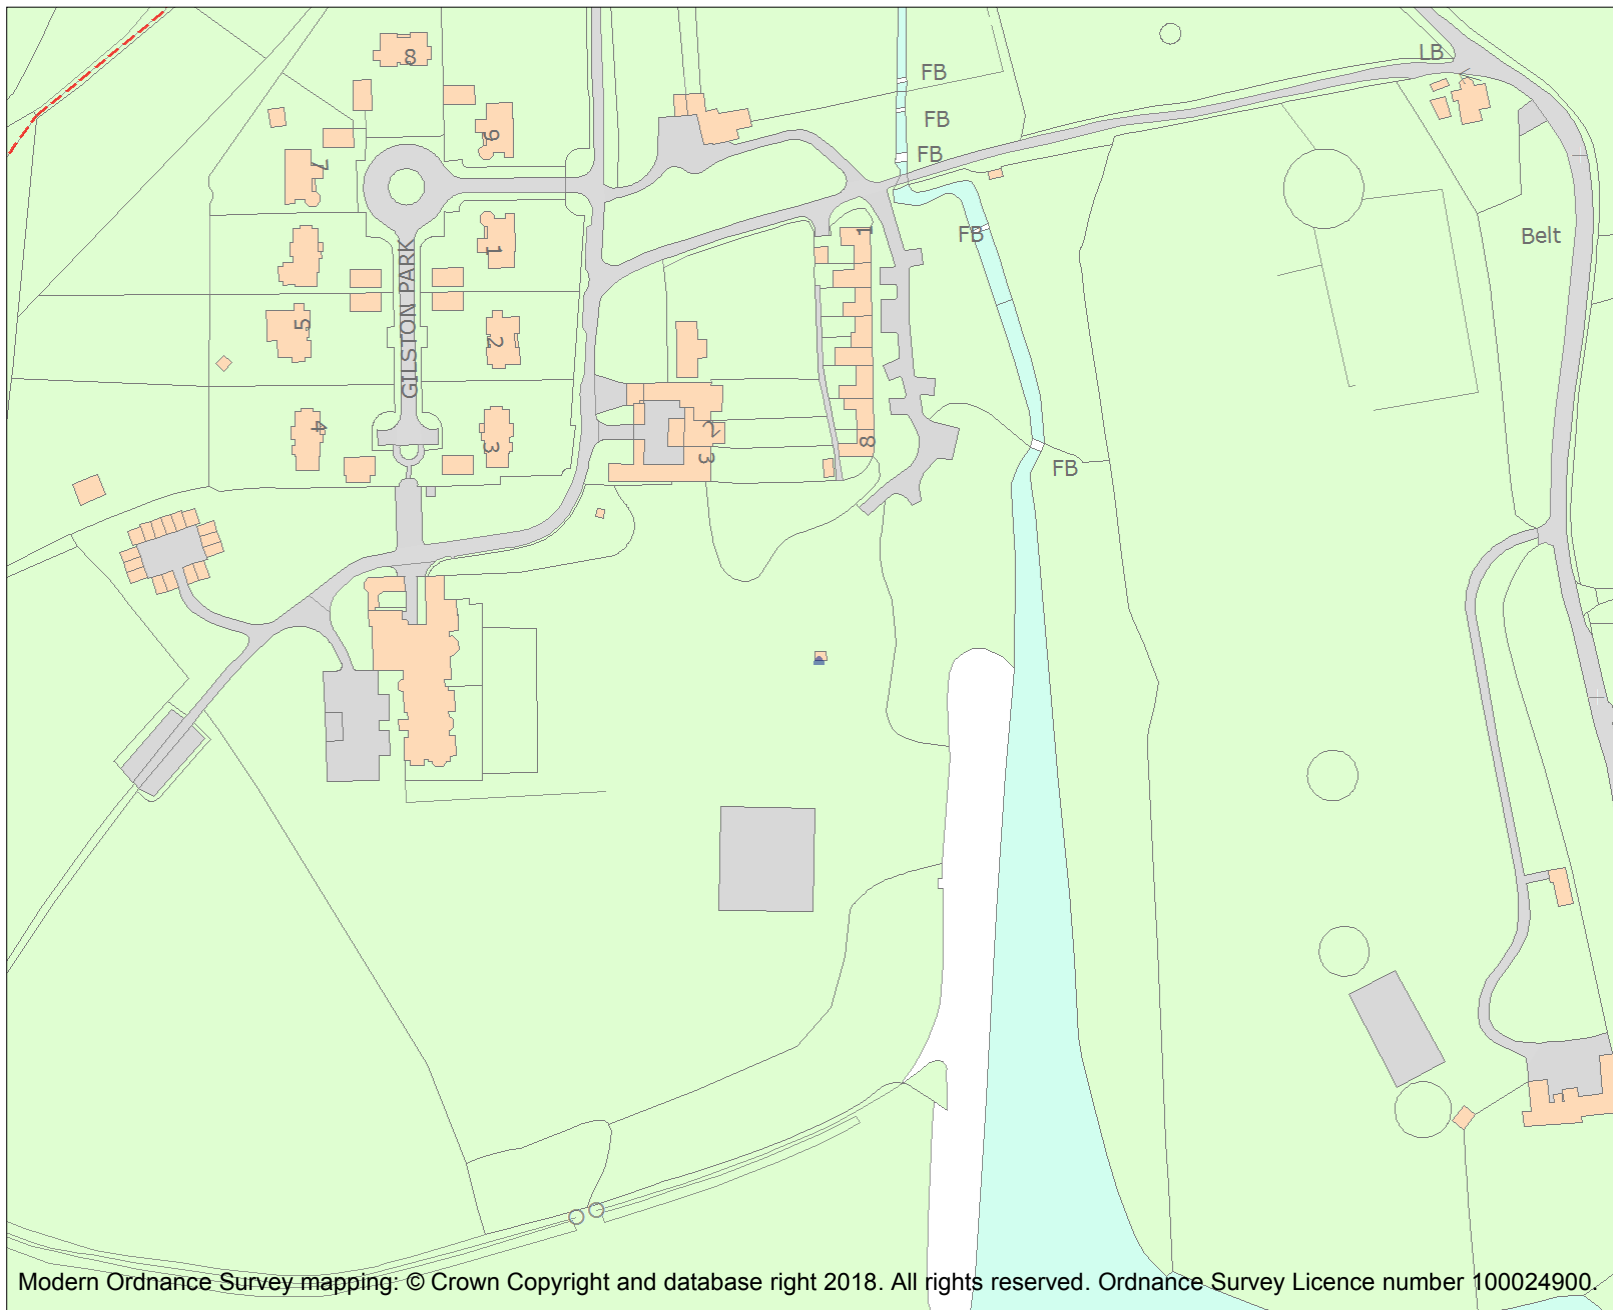 8
LB
FB
FB
9
FB
7
1
1
FB
Belt
GILSTON PARK
5
2
4
3
2
8
3
FB
Modern Ordnance Survey mapping: © Crown Copyright and database right 2018. All rights reserved. Ordnance Survey Licence number 100024900.